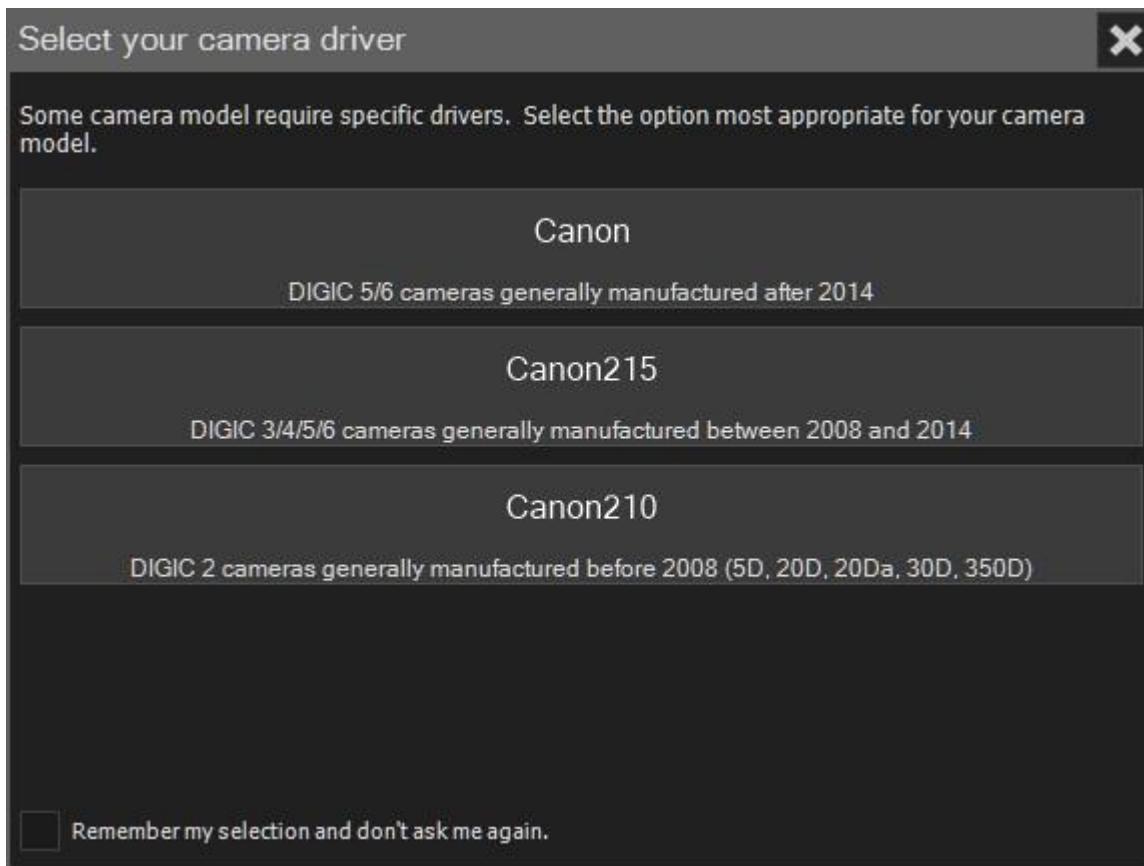 Select your camera driver
Some camera model require specific drivers.  Select the option most appropriate for your camera
model.
Canon
DIGIC 5/6 cameras generally manufactured after 2014
Canon215
DIGIC 3/4/5/6 cameras generally manufactured between 2008 and 2014
Canon210
DIGIC 2 cameras generally manufactured before 2008 (5D, 20D, 20Da, 30D, 350D)
Remember my selection and don't ask me again.